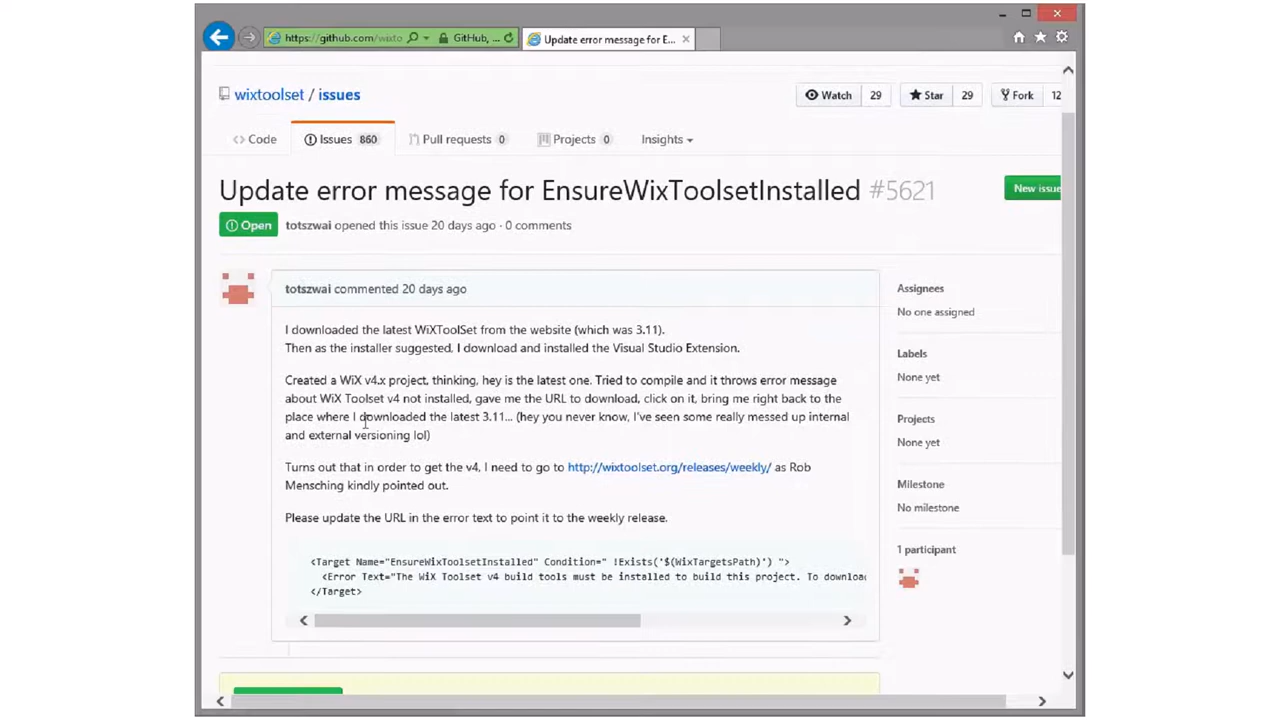 https://github.com/wixto
GitHub, ...
Update error message for E...
wixtoolset / issues
Watch 29
Star 29
Fork 12
<> Code
Issues 860
Pull requests 0
Projects 0
Insights
Update error message for EnsureWixToolsetInstalled #5621
New issue
Open
totszwai opened this issue 20 days ago · 0 comments
totszwai commented 20 days ago
I downloaded the latest WiXToolSet from the website (which was 3.11).
Then as the installer suggested, I download and installed the Visual Studio Extension.
Created a WiX v4.x project, thinking, hey is the latest one. Tried to compile and it throws error message
about WiX Toolset v4 not installed, gave me the URL to download, click on it, bring me right back to the
place where I downloaded the latest 3.11... (hey you never know, I've seen some really messed up internal
and external versioning lol)
Turns out that in order to get the v4, I need to go to http://wixtoolset.org/releases/weekly/ as Rob
Mensching kindly pointed out.
Please update the URL in the error text to point it to the weekly release.
<Target Name="EnsureWixToolsetInstalled" Condition=" !Exists('$(WixTargetsPath)') ">
<Error Text="The WiX Toolset v4 build tools must be installed to build this project. To download
</Target>
Assignees
No one assigned
Labels
None yet
Projects
None yet
Milestone
No milestone
1 participant